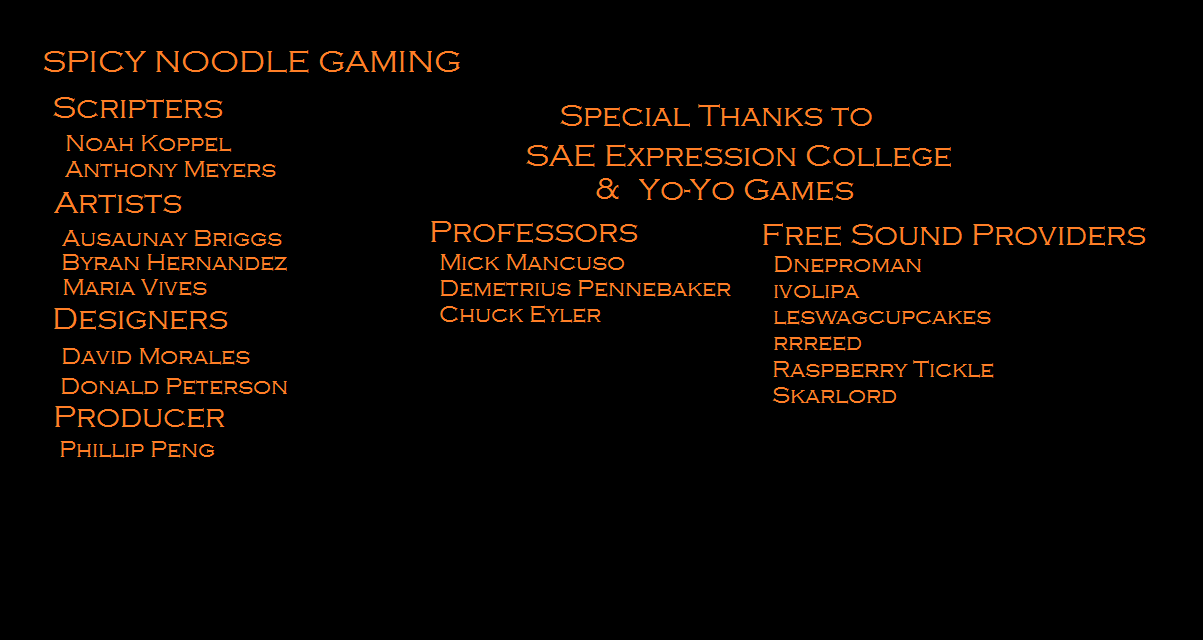 SPICY NOODLE GAMING
Scripters
Noah Koppel
Anthony Meyers
Artists
Ausaunay Briggs
Byran Hernandez
Maria Vives
Designers
David Morales
Donald Peterson
Producer
Phillip Peng
Special Thanks to
SAE Expression College
& Yo-Yo Games
Professors
Mick Mancuso
Demetrius Pennebaker
Chuck Eyler
Free Sound Providers
Dneproman
ivolipa
leswagcupcakes
rrreed
Raspberry Tickle
Skarlord